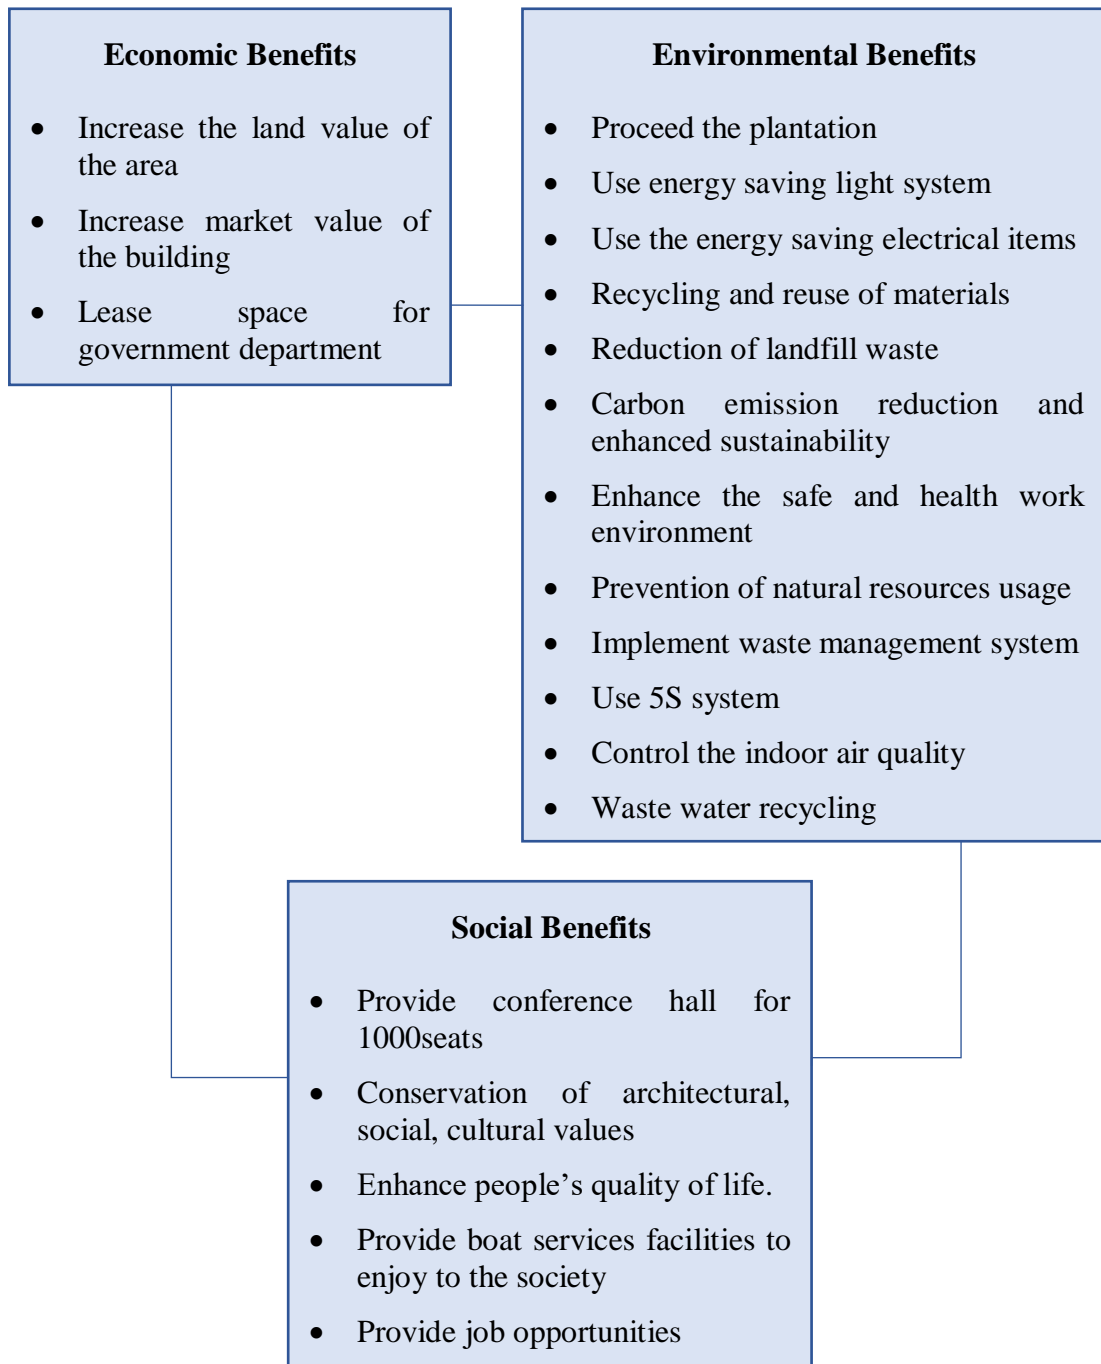 Economic Benefits
• Increase the land value of
the area
• Increase market value of
the building
• Lease space for
government department
Environmental Benefits
• Proceed the plantation
• Use energy saving light system
• Use the energy saving electrical items
• Recycling and reuse of materials
• Reduction of landfill waste
• Carbon emission reduction and
enhanced sustainability
• Enhance the safe and health work
environment
• Prevention of natural resources usage
• Implement waste management system
• Use 5S system
• Control the indoor air quality
• Waste water recycling
Social Benefits
• Provide conference hall for
1000seats
• Conservation of architectural,
social, cultural values
• Enhance people’s quality of life.
• Provide boat services facilities to
enjoy to the society
• Provide job opportunities